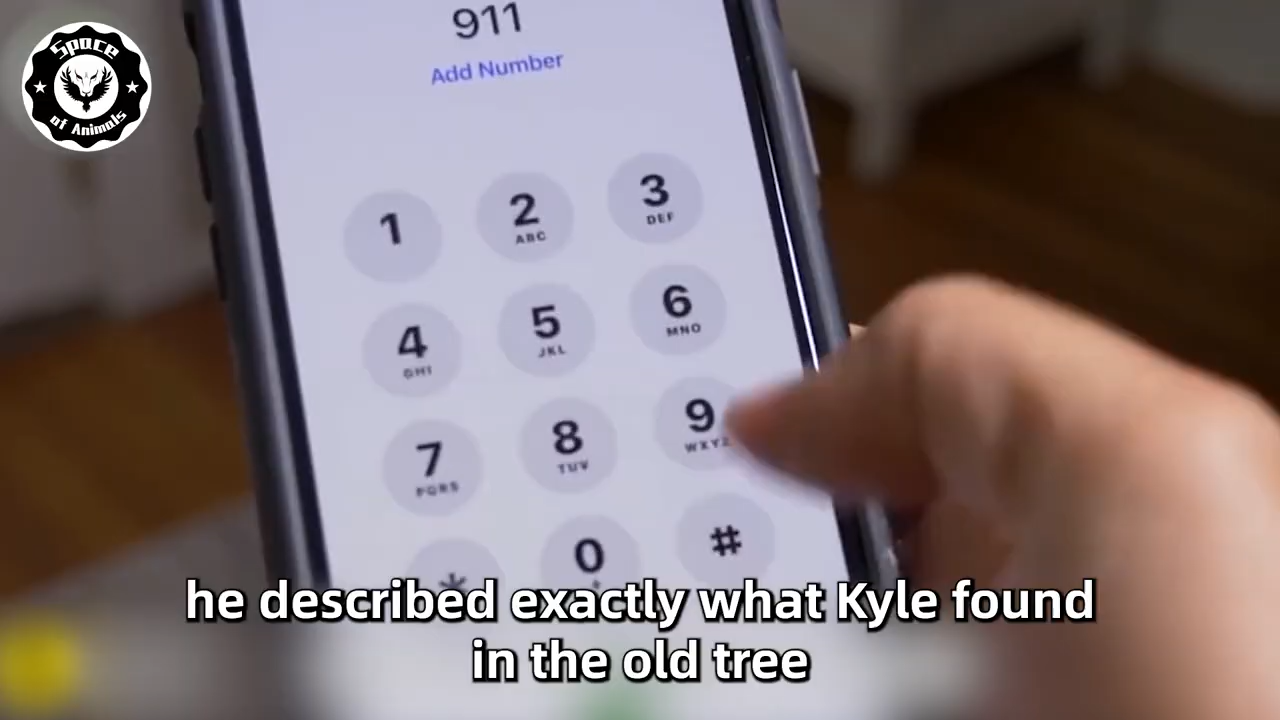 Space
of Animals
911
Add Number
1
2
ABC
3
DEF
4
GHI
5
JKL
6
MNO
7
PQRS
8
TUV
9
WXYZ
*
0
+
#
he described exactly what Kyle found
in the old tree